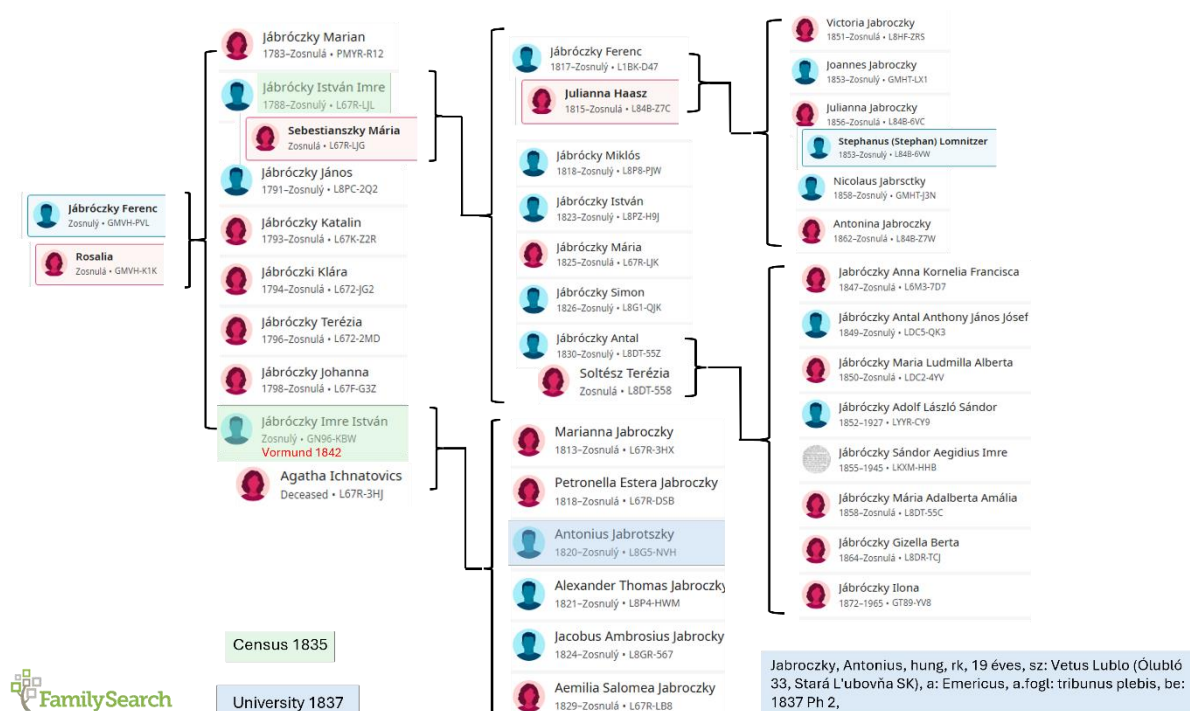 Jábróczky Ferenc
Zosnulý • GMVH-PVL
Rosalia
Zosnulá • GMVH-K1K
Jábróczky Marian
1783–Zosnulá • PMYR-R12
Jábrócky István Imre
1788–Zosnulý • L67R-LJL
Sebestianszky Mária
Zosnulá • L67R-LJG
Jábróczky János
1791–Zosnulý • L8PC-2Q2
Jábróczky Katalin
1793–Zosnulá • L67K-Z2R
Jábróczki Klára
1794–Zosnulá • L672-JG2
Jábróczky Terézia
1796–Zosnulá • L672-2MD
Jábróczky Johanna
1798–Zosnulá • L67F-G3Z
Jábróczky Imre István
Zosnulý • GN96-KBW
Vormund 1842
Agatha Ichnatovics
Deceased • L67R-3HJ
Jábróczky Ferenc
1817–Zosnulý • L1BK-D47
Julianna Haasz
1815–Zosnulá • L84B-Z7C
Jábrócky Miklós
1818–Zosnulý • L8P8-PJW
Jábróczky István
1823–Zosnulý • L8PZ-H9J
Jábróczky Mária
1825–Zosnulá • L67R-LJK
Jábróczky Simon
1826–Zosnulý • L8G1-QJK
Jábróczky Antal
1830–Zosnulý • L8DT-55Z
Soltész Terézia
Zosnulá • L8DT-558
Marianna Jabroczky
1813–Zosnulá • L67R-3HX
Petronella Estera Jabroczky
1818–Zosnulá • L67R-DSB
Antonius Jabrotszky
1820–Zosnulý • L8G5-NVH
Alexander Thomas Jabroczky
1821–Zosnulý • L8P4-HWM
Jacobus Ambrosius Jabrocky
1824–Zosnulý • L8GR-567
Aemilia Salomea Jabroczky
1829–Zosnulá • L67R-LB8
Victoria Jabroczky
1851–Zosnulá • L8HF-ZRS
Joannes Jabroczky
1853–Zosnulý • GMHT-LX1
Julianna Jabroczky
1856–Zosnulá • L84B-6VC
Stephanus (Stephan) Lomnitzer
1853–Zosnulý • L84B-6VW
Nicolaus Jabrsctky
1858–Zosnulý • GMHT-J3N
Antonina Jabroczky
1862–Zosnulá • L84B-Z7W
Jabróczky Anna Kornelia Francisca
1847–Zosnulá • L6M3-7D7
Jábróczky Antal Anthony János Jósef
1849–Zosnulý • LDC5-QK3
Jábróczky Maria Ludmilla Alberta
1850–Zosnulá • LDC2-4YV
Jábróczky Adolf László Sándor
1852–1927 • LYYR-CY9
Jábróczky Sándor Aegidius Imre
1855–1945 • LKXM-HHB
Jábróczky Mária Adalberta Amália
1858–Zosnulá • L8DT-55C
Jábróczky Gizella Berta
1864–Zosnulá • L8DR-TCJ
Jábróczky Ilona
1872–1965 • GT89-YV8
Census 1835
University 1837
FamilySearch
Jabroczky, Antonius, hung, rk, 19 éves, sz: Vetus Lublo (Ólubló
33, Stará L'ubovňa SK), a: Emericus, a.fogl: tribunus plebis, be:
1837 Ph 2,